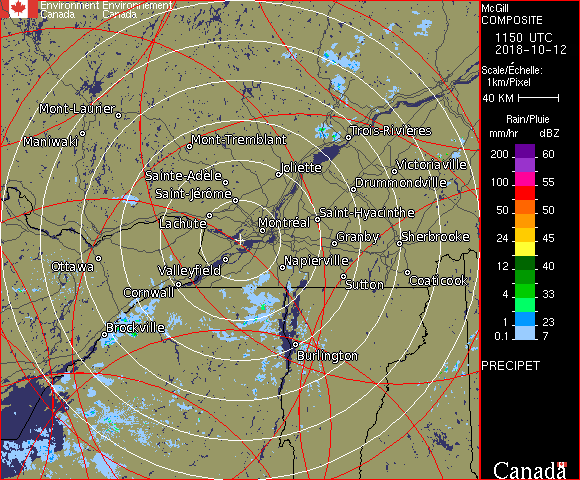 Environment Environnement
Canada Canada
McGill
COMPOSITE
1150 UTC
2018-10-12
Scale/Échelle:
1km/Pixel
40 KM
Rain/Pluie
mm/hr dBZ
200 60
100 55
50 50
24 45
12 40
4 33
2 23
0.1 7
PRECIPET
Mont-Laurier
Maniwaki
Mont-Tremblant
Trois-Rivières
Sainte-Adèle
Joliette
Victoriaville
Saint-Jérôme
Drummondville
Lachute
Montréal
Saint-Hyacinthe
Granby
Sherbrooke
Ottawa
Valleyfield
Napierville
Cornwall
Sutton
Coaticook
Brockville
Burlington
Canada